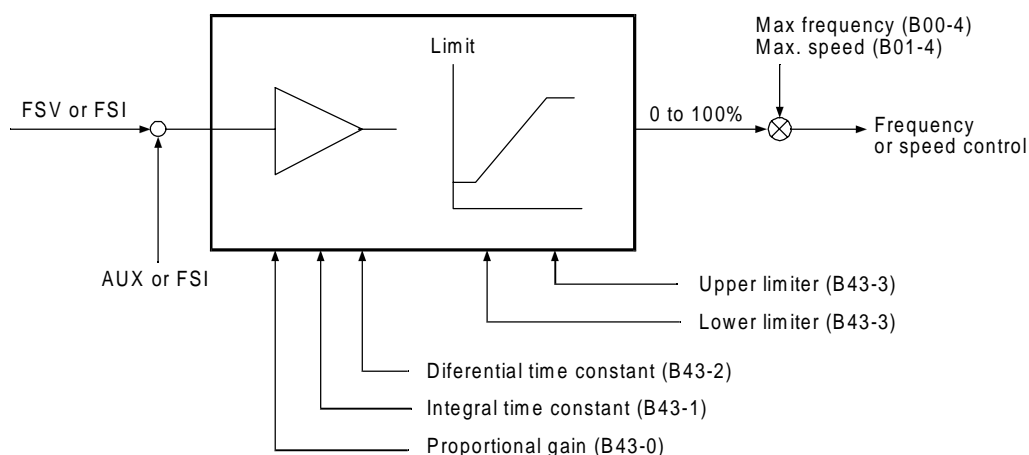 Max frequency (B00-4)
Max. speed (B01-4)
Limit
FSV or FSI
0 to 100%
Frequency
or speed control
AUX or FSI
Upper limiter (B43-3)
Lower limiter (B43-3)
Diferential time constant (B43-2)
Integral time constant (B43-1)
Proportional gain (B43-0)